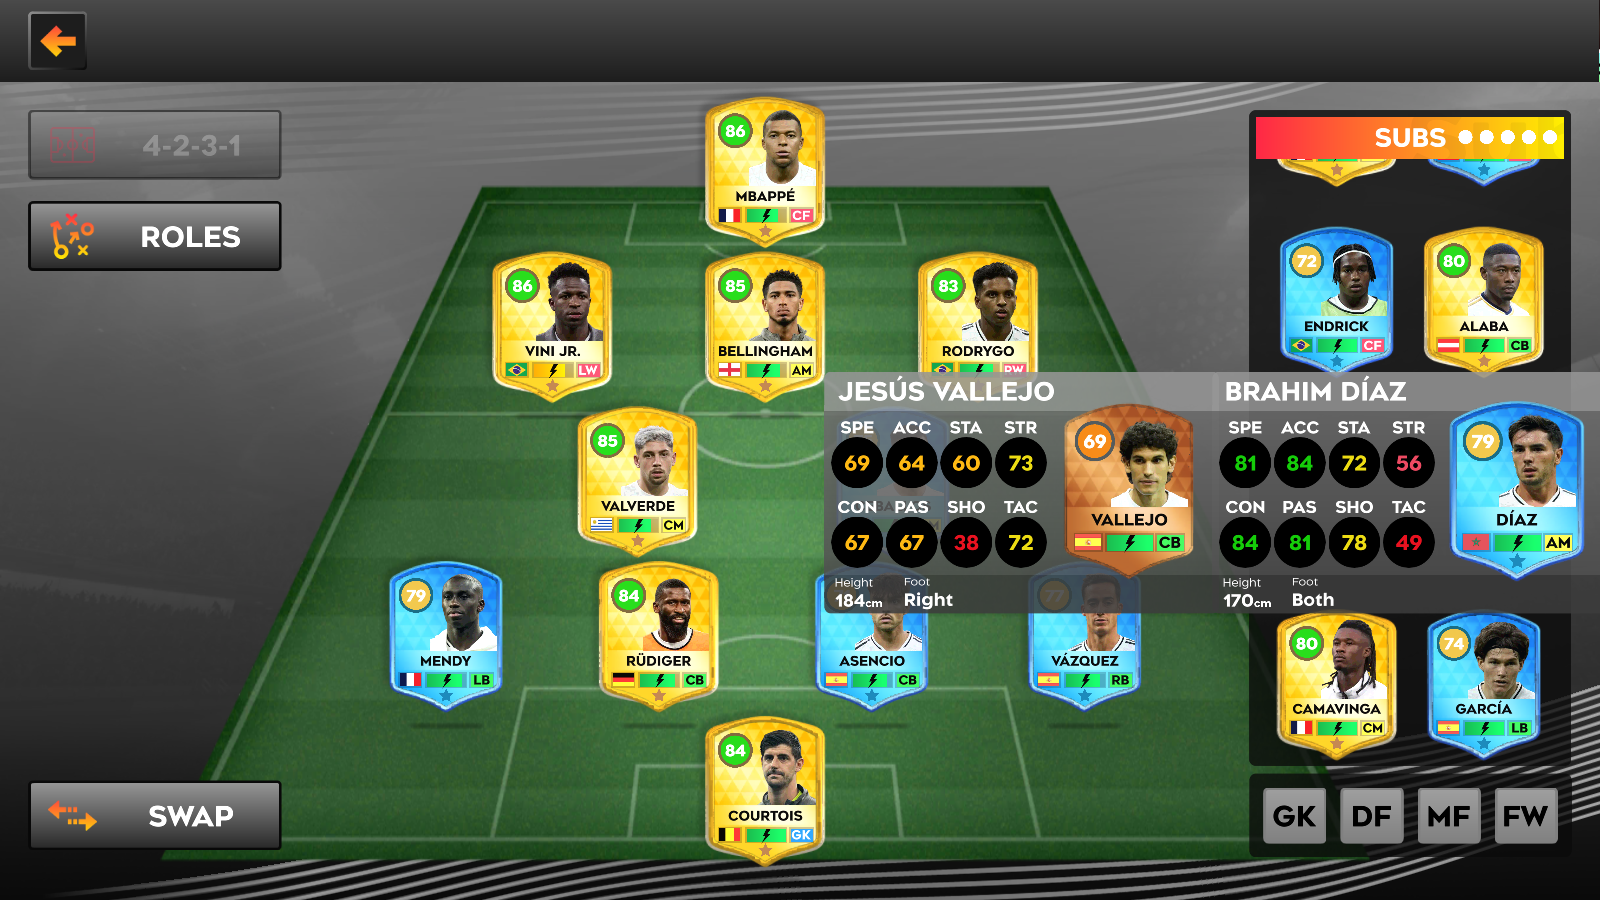 4-2-3-1
ROLES
SWAP
86
MBAPPÉ
CF
86
VINI JR.
LW
85
BELLINGHAM
AM
83
RODRYGO
RW
85
VALVERDE
CM
79
MENDY
LB
84
RÜDIGER
CB
ASENCIO
CB
77
VÁZQUEZ
RB
84
COURTOIS
GK
SUBS
72
ENDRICK
CF
80
ALABA
CB
JESÚS VALLEJO
SPE ACC STA STR
69 64 60 73
CON PAS SHO TAC
67 67 38 72
Height Foot
184cm Right
69
VALLEJO
CB
BRAHIM DÍAZ
SPE ACC STA STR
81 84 72 56
CON PAS SHO TAC
84 81 78 49
Height Foot
170cm Both
79
DÍAZ
AM
80
CAMAVINGA
CM
74
GARCÍA
LB
GK DF MF FW